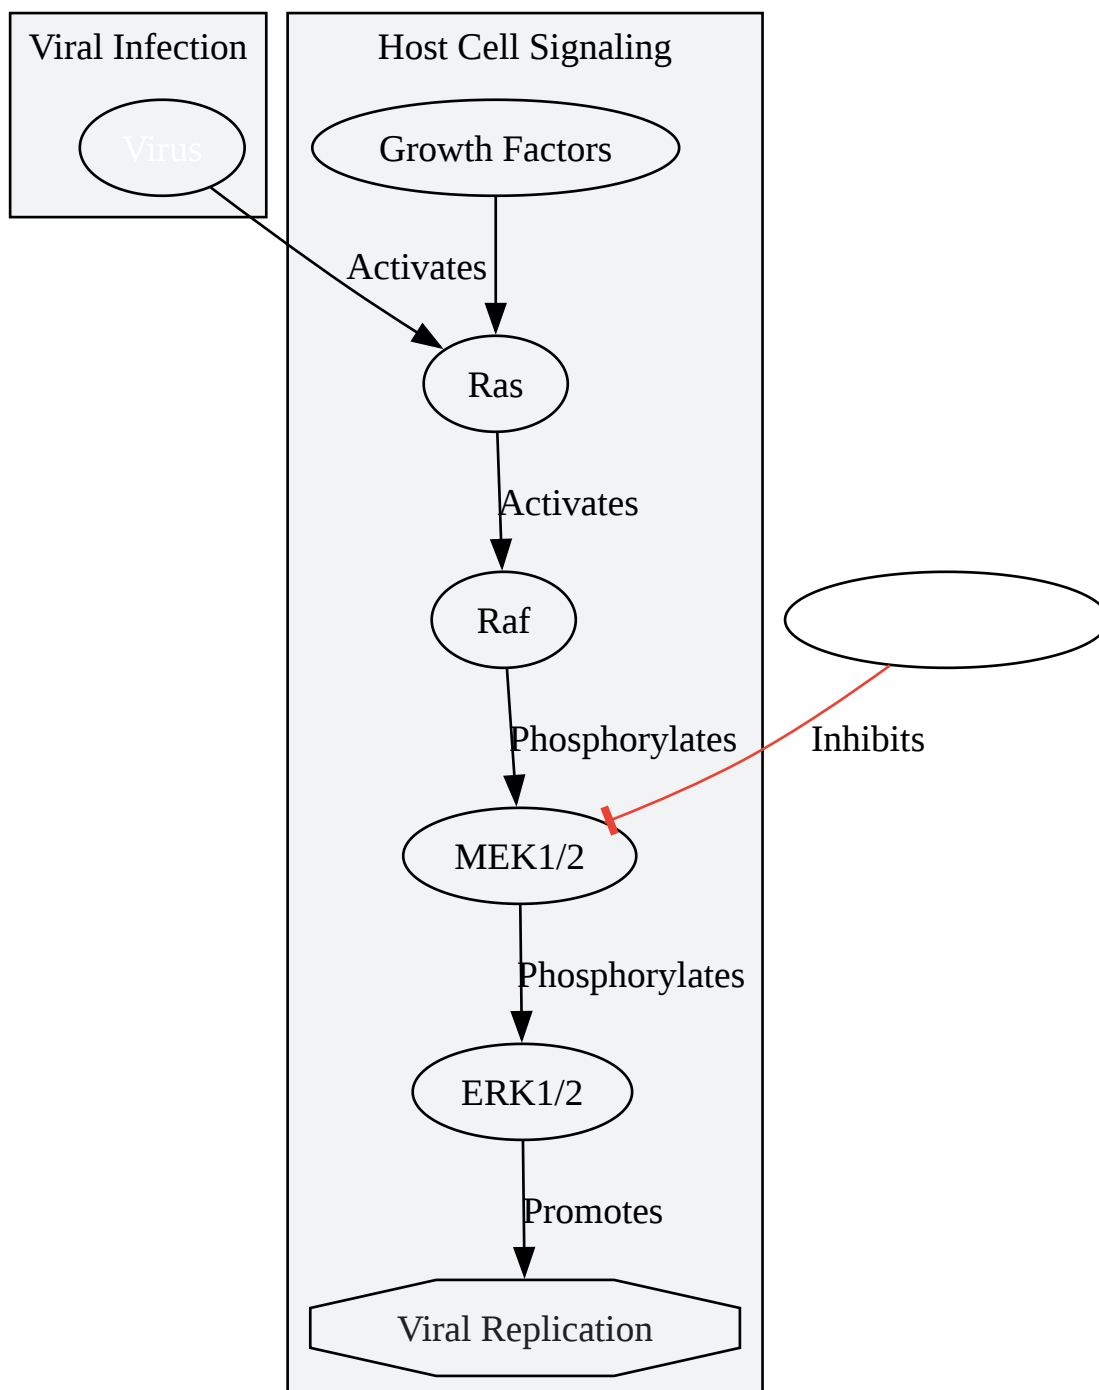 Viral Infection
Host Cell Signaling
Virus
Growth Factors
Activates
Ras
Activates
Raf
Phosphorylates
Inhibits
MEK1/2
Phosphorylates
ERK1/2
Promotes
Viral Replication